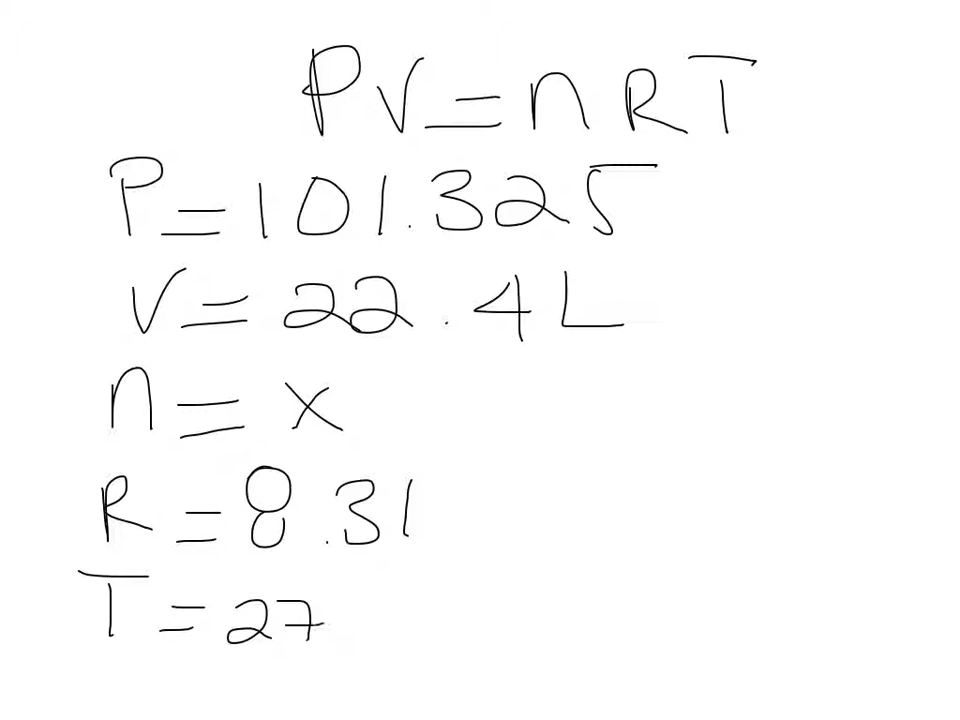 PV=nRT
P=101.325
V=22.4L
n=x
R=8.31
T=27